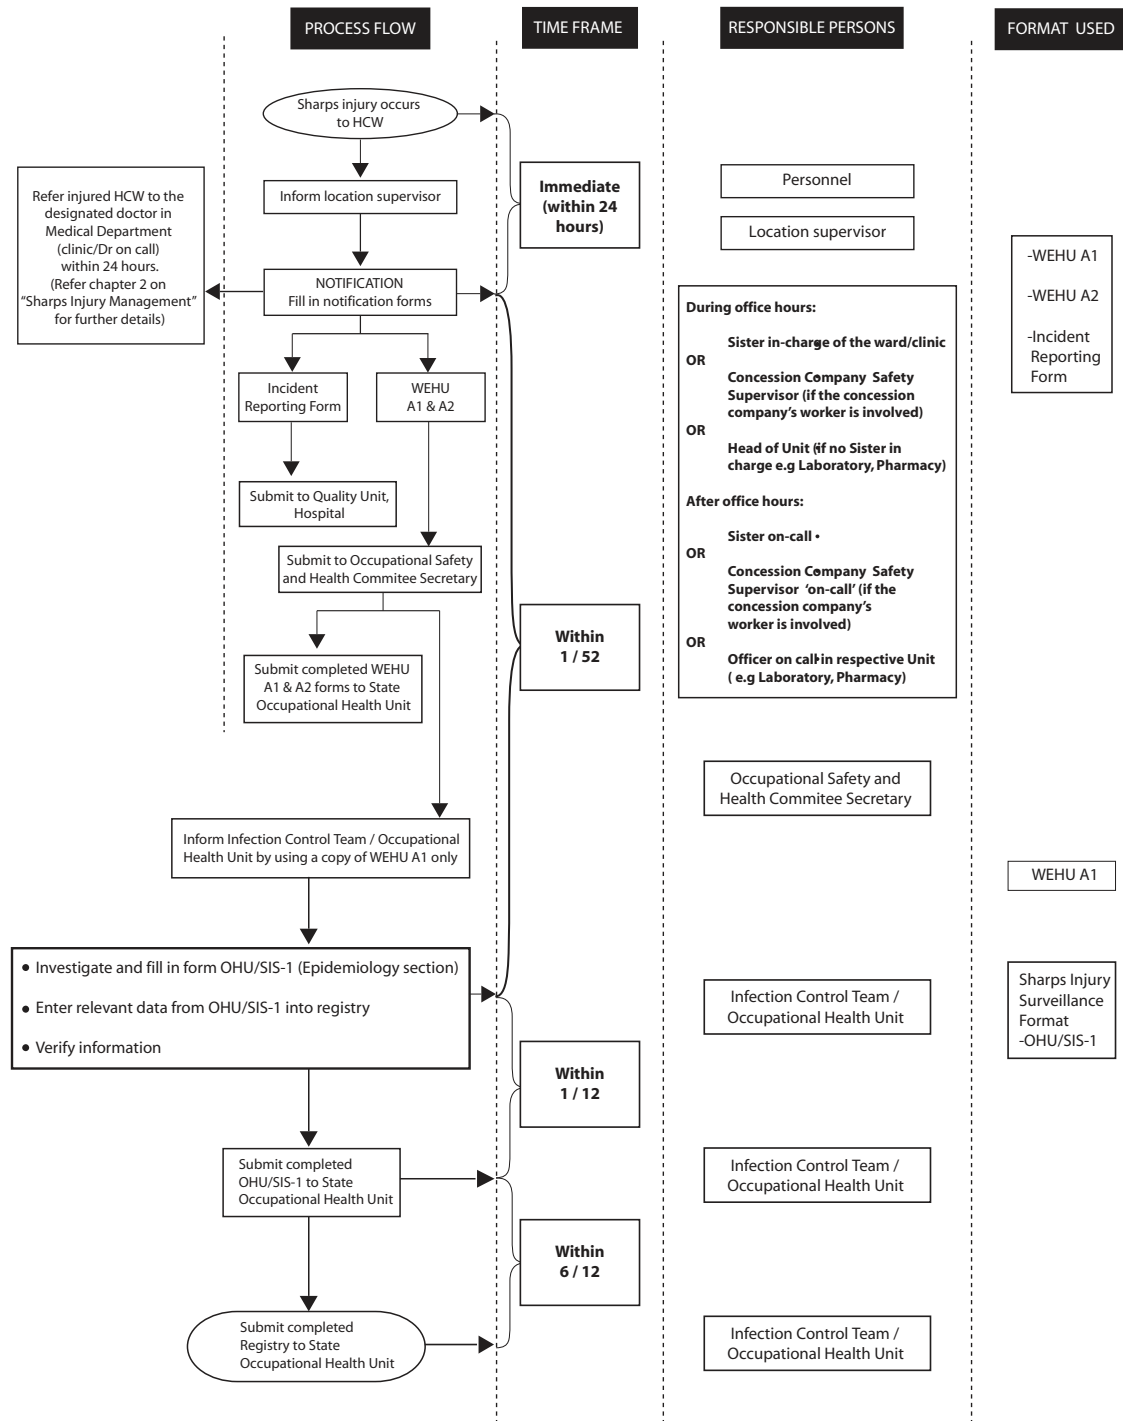 PROCESS FLOW
TIME FRAME
RESPONSIBLE PERSONS
FORMAT USED
Sharps injury occurs
to HCW
Inform location supervisor
Refer injured HCW to the
designated doctor in
Medical Department
(clinic/Dr on call)
within 24 hours.
(Refer chapter 2 on
“Sharps Injury Management”
for further details)
NOTIFICATION
Fill in notification forms
Incident
Reporting Form
WEHU
A1 & A2
Submit to Quality Unit,
Hospital
Submit to Occupational Safety
and Health Commitee Secretary
Submit completed WEHU
A1 & A2 forms to State
Occupational Health Unit
Inform Infection Control Team / Occupational
Health Unit by using a copy of WEHU A1 only
• Investigate and fill in form OHU/SIS-1 (Epidemiology section)
• Enter relevant data from OHU/SIS-1 into registry
• Verify information
Submit completed
OHU/SIS-1 to State
Occupational Health Unit
Submit completed
Registry to State
Occupational Health Unit
Immediate
(within 24
hours)
Within
1 / 52
Within
1 / 12
Within
6 / 12
Personnel
Location supervisor
During office hours:
Sister in-charge of the ward/clinic
OR
Concession Company Safety
Supervisor (if the concession
company’s worker is involved)
OR
Head of Unit (if no Sister in
charge e.g Laboratory, Pharmacy)
After office hours:
Sister on-call •
OR
Concession Company Safety
Supervisor ‘on-call’ (if the
concession company’s
worker is involved)
OR
Officer on call in respective Unit
( e.g Laboratory, Pharmacy)
Occupational Safety and
Health Commitee Secretary
Infection Control Team /
Occupational Health Unit
Infection Control Team /
Occupational Health Unit
Infection Control Team /
Occupational Health Unit
-WEHU A1
-WEHU A2
-Incident
Reporting
Form
WEHU A1
Sharps Injury
Surveillance
Format
-OHU/SIS-1